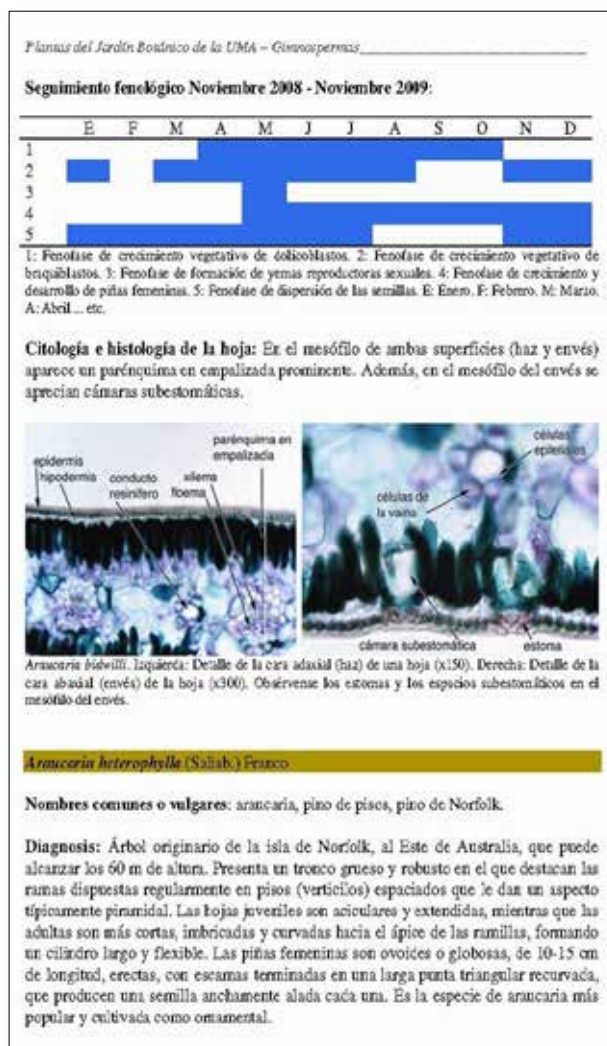 Plantas del Jardín Botánico de la UMA – Gimnospermas
Seguimiento fenológico Noviembre 2008 - Noviembre 2009:
E F M A M J J A S O N D
1
2
3
4
5
1: Fenofase de crecimiento vegetativo de dolicoblastos. 2: Fenofase de crecimiento vegetativo de
braquiblastos. 3: Fenofase de formación de yemas reproductoras sexuales. 4: Fenofase de crecimiento y
desarrollo de piñas femeninas. 5: Fenofase de dispersión de las semillas. E: Enero. F: Febrero. M: Marzo.
A: Abril ... etc.
Citología e histología de la hoja: En el mesófilo de ambas superficies (haz y envés)
aparece un parénquima en empalizada prominente. Además, en el mesófilo del envés se
aprecian cámaras subestomáticas.
epidermis
hipodermis
conducto
resinífero
xilema
floema
parénquima en
empalizada
células
epiteliales
células de
la vaina
cámara subestomática
estoma
Araucaria bidwilli. Izquierda: Detalle de la cara adaxial (haz) de una hoja (x150). Derecha: Detalle de la
cara abaxial (envés) de la hoja (x300). Obsérvense los estomas y los espacios subestomáticos en el
mesófilo del envés.
Araucaria heterophylla (Salisb.) Franco
Nombres comunes o vulgares: araucaria, pino de pisos, pino de Norfolk.
Diagnosis: Árbol originario de la isla de Norfolk, al Este de Australia, que puede
alcanzar los 60 m de altura. Presenta un tronco grueso y robusto en el que destacan las
ramas dispuestas regularmente en pisos (verticilos) espaciados que le dan un aspecto
típicamente piramidal. Las hojas juveniles son aciculares y extendidas, mientras que las
adultas son más cortas, imbricadas y curvadas hacia el ápice de las ramillas, formando
un cilindro largo y flexible. Las piñas femeninas son ovoides o globosas, de 10-15 cm
de longitud, erectas, con escamas terminadas en una larga punta triangular recurvada,
que producen una semilla anchamente alada cada una. Es la especie de araucaria más
popular y cultivada como ornamental.